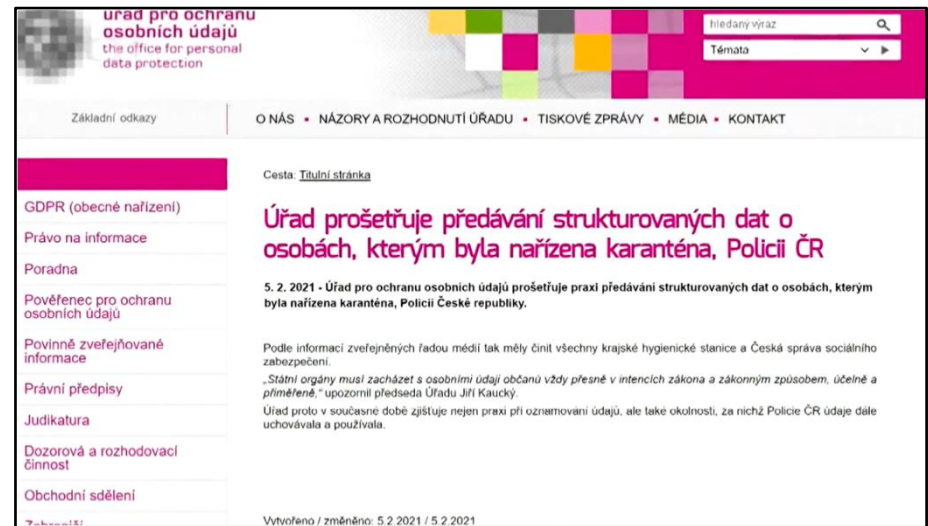 úřad pro ochranu
osobních údajů
the office for personal
data protection
hledaný výraz
Témata
Základní odkazy
O NÁS • NÁZORY A ROZHODNUTÍ ÚŘADU • TISKOVÉ ZPRÁVY • MÉDIA • KONTAKT
GDPR (obecné nařízení)
Právo na informace
Poradna
Pověřenec pro ochranu
osobních údajů
Povinně zveřejňované
informace
Právní předpisy
Judikatura
Dozorová a rozhodovací
činnost
Obchodní sdělení
Zahraničí
Cesta: Titulní stránka
Úřad prošetřuje předávání strukturovaných dat o
osobách, kterým byla nařízena karanténa, Policii ČR
5. 2. 2021 - Úřad pro ochranu osobních údajů prošetřuje praxi předávání strukturovaných dat o osobách, kterým
byla nařízena karanténa, Policii České republiky.
Podle informací zveřejněných řadou médií tak měly činit všechny krajské hygienické stanice a Česká správa sociálního
zabezpečení.
„Státní orgány musí zacházet s osobními údaji občanů vždy přesně v intencích zákona a zákonným způsobem, účelně a
přiměřeně,“ upozornil předseda Úřadu Jiří Kaucký.
Úřad proto v současné době zjišťuje nejen praxi při oznamování údajů, ale také okolnosti, za nichž Policie ČR údaje dále
uchovávala a používala.
Vytvořeno / změněno: 5.2.2021 / 5.2.2021